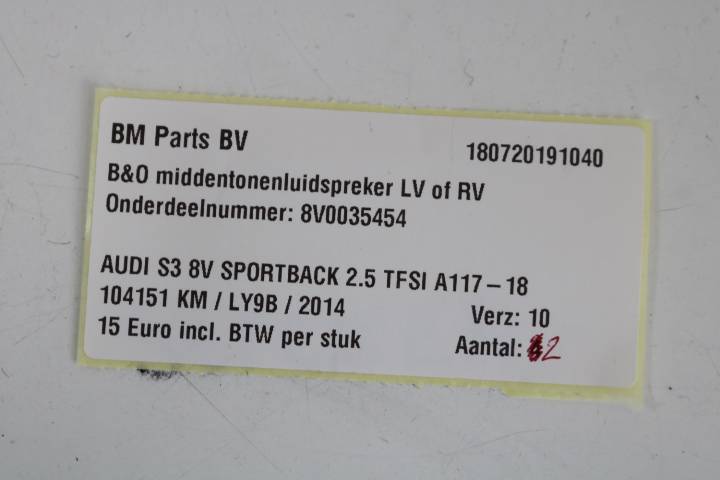 BM Parts BV 180720191040
B&O middentonenluidspreker LV of RV
Onderdeelnummer: 8V0035454
AUDI S3 8V SPORTBACK 2.5 TFSI A117-18
104151 KM / LY9B / 2014 Verz: 10
15 Euro incl. BTW per stuk Aantal: 2